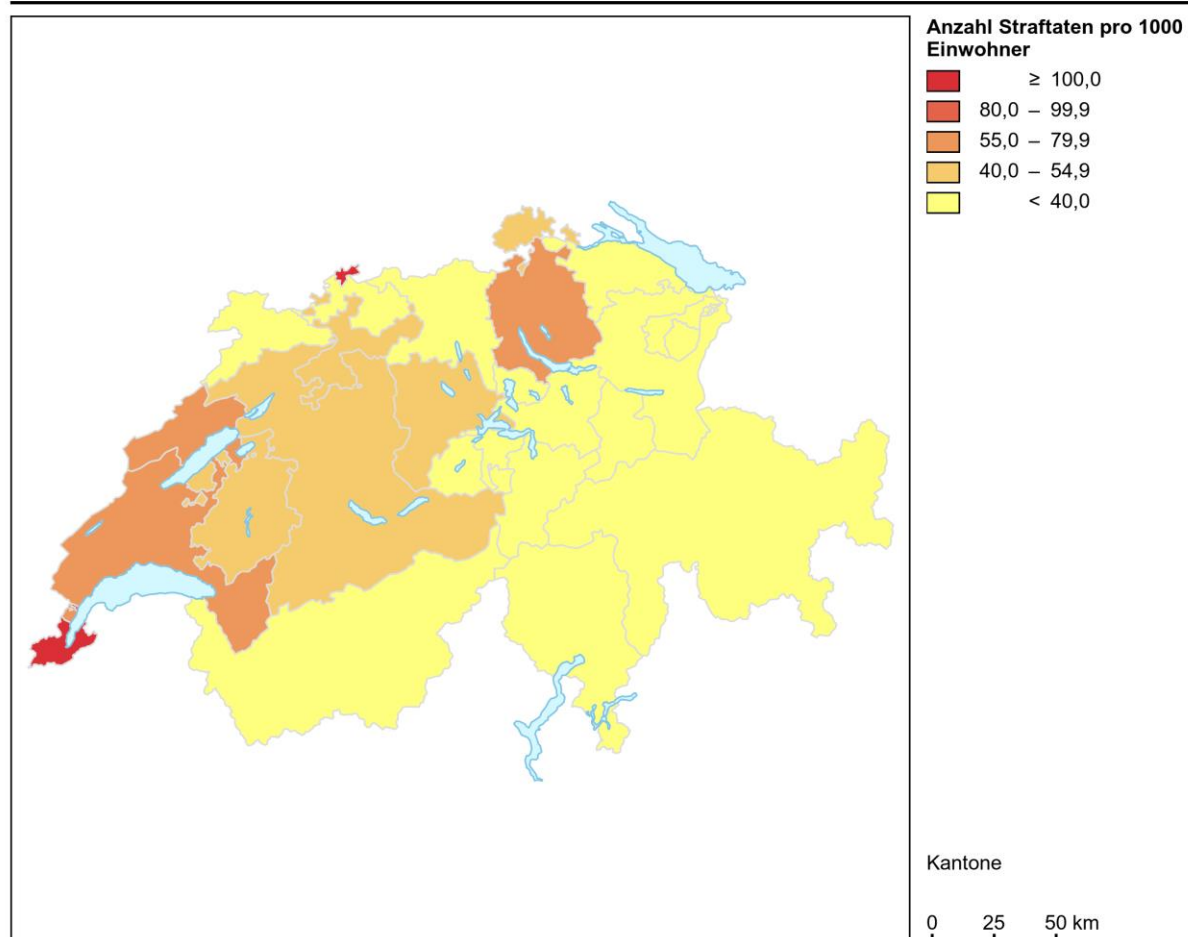 Anzahl Straftaten pro 1000
Einwohner
≥ 100,0
80,0 – 99,9
55,0 – 79,9
40,0 – 54,9
< 40,0
Kantone
0 25 50 km